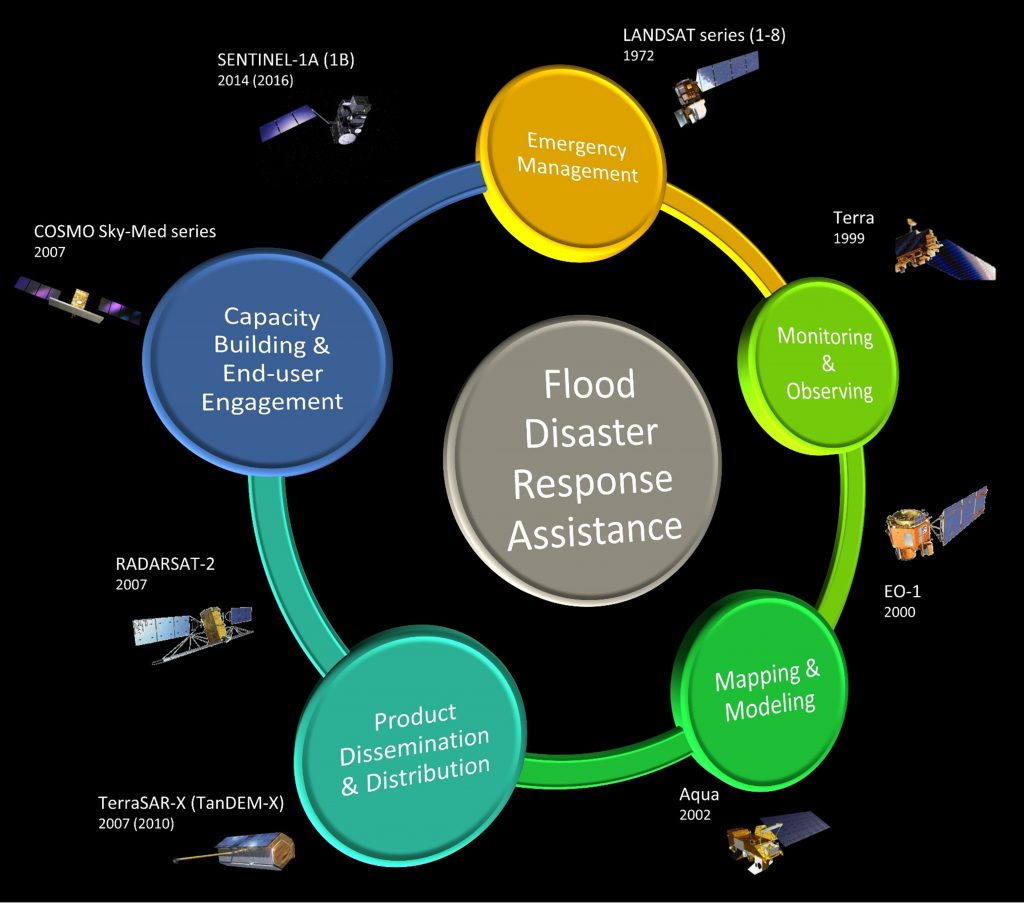 LANDSAT series (1-8)
1972
SENTINEL-1A (1B)
2014 (2016)
Emergency
Management
Terra
1999
COSMO Sky-Med series
2007
Monitoring
&
Observing
Capacity
Building &
End-user
Engagement
Flood
Disaster
Response
Assistance
EO-1
2000
RADARSAT-2
2007
Mapping &
Modeling
Product
Dissemination
& Distribution
Aqua
2002
TerraSAR-X (TanDEM-X)
2007 (2010)